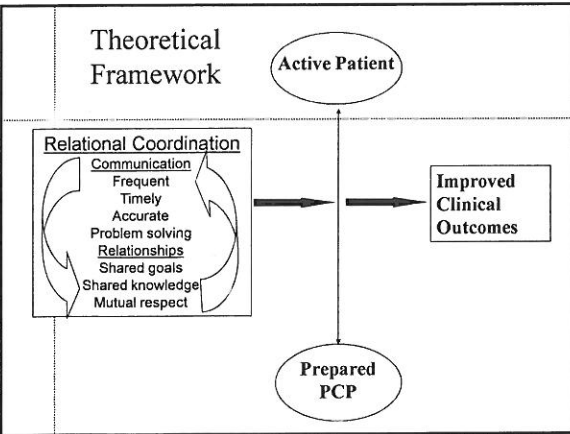 Theoretical
Framework
Active Patient
Relational Coordination
Communication
Frequent
Timely
Accurate
Problem solving
Relationships
Shared goals
Shared knowledge
Mutual respect
Improved
Clinical
Outcomes
Prepared
PCP